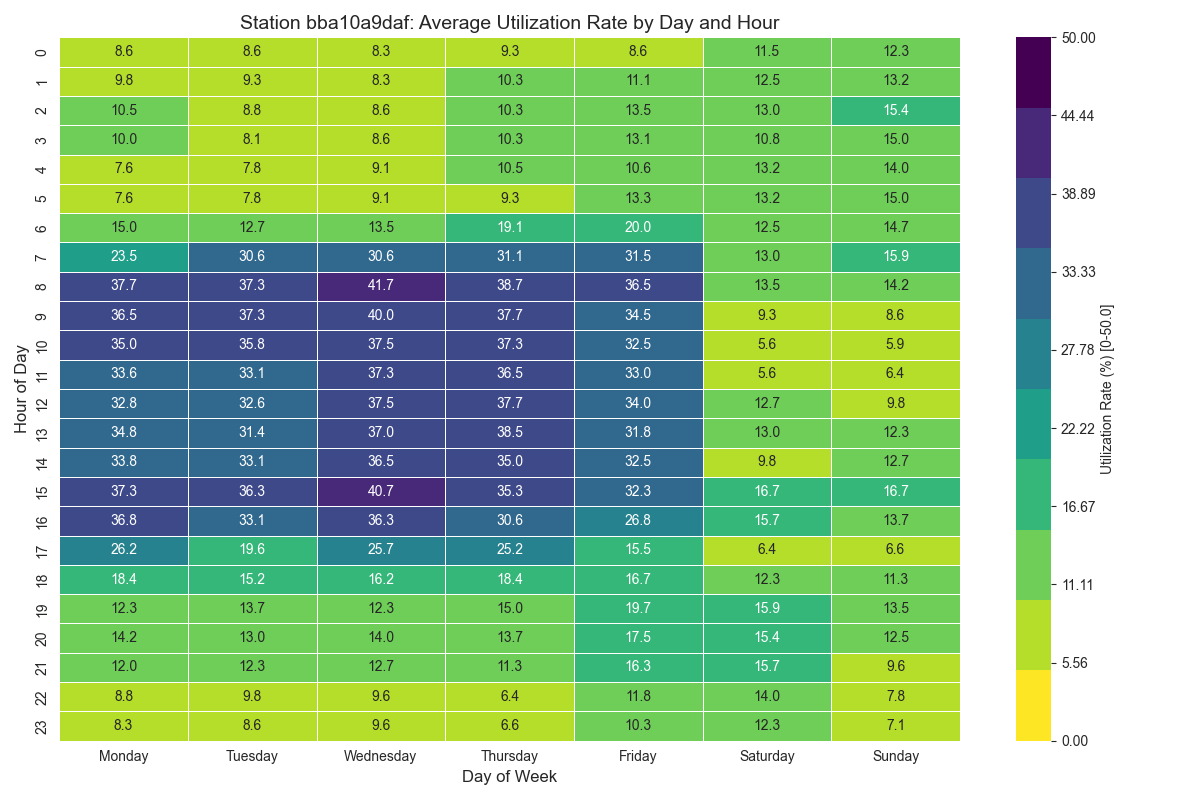 Station bba10a9daf: Average Utilization Rate by Day and Hour
0 8.6 8.6 8.3 9.3 8.6 11.5 12.3
1 9.8 9.3 8.3 10.3 11.1 12.5 13.2
2 10.5 8.8 8.6 10.3 13.5 13.0 15.4
3 10.0 8.1 8.6 10.3 13.1 10.8 15.0
4 7.6 7.8 9.1 10.5 10.6 13.2 14.0
5 7.6 7.8 9.1 9.3 13.3 13.2 15.0
6 15.0 12.7 13.5 19.1 20.0 12.5 14.7
7 23.5 30.6 30.6 31.1 31.5 13.0 15.9
8 37.7 37.3 41.7 38.7 36.5 13.5 14.2
9 36.5 37.3 40.0 37.7 34.5 9.3 8.6
10 35.0 35.8 37.5 37.3 32.5 5.6 5.9
11 33.6 33.1 37.3 36.5 33.0 5.6 6.4
12 32.8 32.6 37.5 37.7 34.0 12.7 9.8
13 34.8 31.4 37.0 38.5 31.8 13.0 12.3
14 33.8 33.1 36.5 35.0 32.5 9.8 12.7
15 37.3 36.3 40.7 35.3 32.3 16.7 16.7
16 36.8 33.1 36.3 30.6 26.8 15.7 13.7
17 26.2 19.6 25.7 25.2 15.5 6.4 6.6
18 18.4 15.2 16.2 18.4 16.7 12.3 11.3
19 12.3 13.7 12.3 15.0 19.7 15.9 13.5
20 14.2 13.0 14.0 13.7 17.5 15.4 12.5
21 12.0 12.3 12.7 11.3 16.3 15.7 9.6
22 8.8 9.8 9.6 6.4 11.8 14.0 7.8
23 8.3 8.6 9.6 6.6 10.3 12.3 7.1
Monday Tuesday Wednesday Thursday Friday Saturday Sunday
Day of Week
Hour of Day
50.00
44.44
38.89
33.33
27.78
22.22
16.67
11.11
5.56
0.00
Utilization Rate (%) [0-50.0]